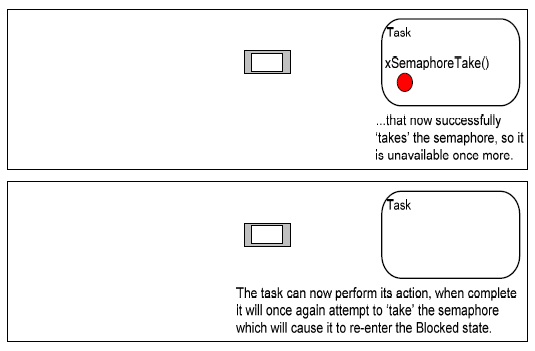 Task
xSemaphoreTake()
...that now successfully
'takes' the semaphore, so it
is unavailable once more.
Task
The task can now perform its action, when complete
it will once again attempt to 'take' the semaphore
which will cause it to re-enter the Blocked state.